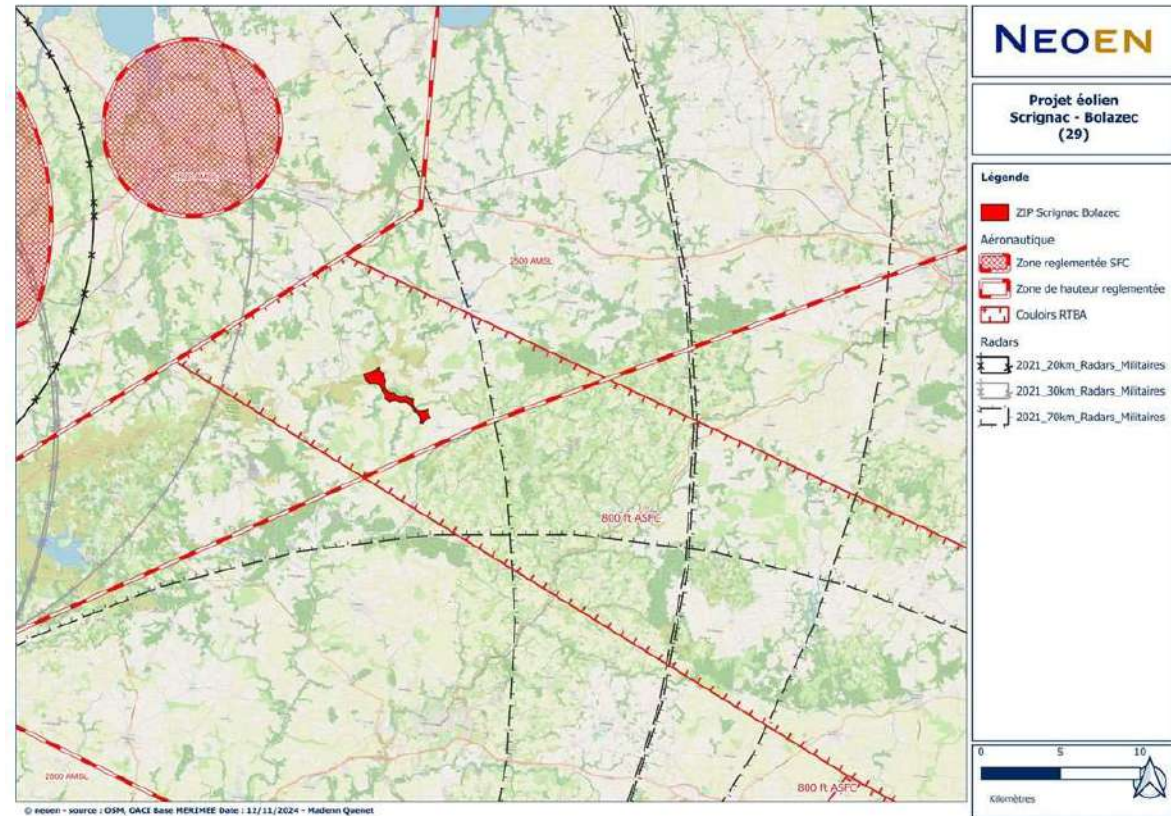 NEOEN
Projet éolien
Scrignac - Bolazec
(29)
Légende
ZIP Scrignac Bolazec
Aéronautique
Zone reglementée SFC
Zone de hauteur reglementée
Couloirs RTBA
Radars
2021_20km_Radars_Militaires
2021_30km_Radars_Militaires
2021_70km_Radars_Militaires
0 5 10
Kilomètres
2500 AMSL
800 ft ASFC
2000 AMSL
800 ft ASFC
© neoen - source : OSM, OACI Base MERIMEE Date : 12/11/2024 - Madenn Quenet